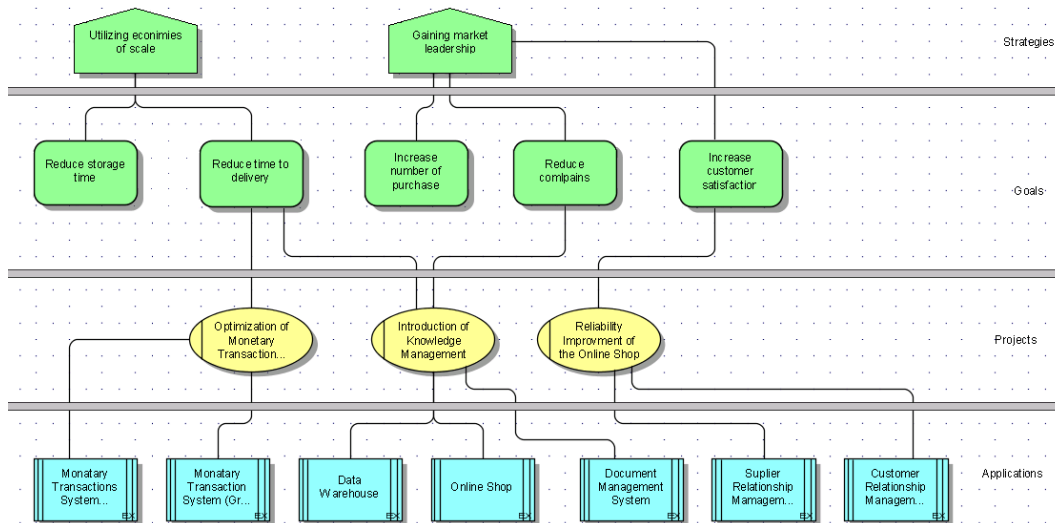 Utilizing econimies
of scale
Gaining market
leadership
Strategies
Reduce storage
time
Reduce time to
delivery
Increase
number of
purchase
Reduce
comlpains
Increase
customer
satisfactior
Goals
Optimization of
Monetary
Transaction...
Introduction of
Knowledge
Management
Reliability
Improvment of
the Online Shop
Projects
Monatary
Transactions
System...
EX
Monatary
Transaction
System (Gr...
EX
Data
Warehouse
EX
Online Shop
EX
Document
Management
System
EX
Suplier
Relationship
Mamagem...
EX
Customer
Relationship
Managem...
EX
Applications